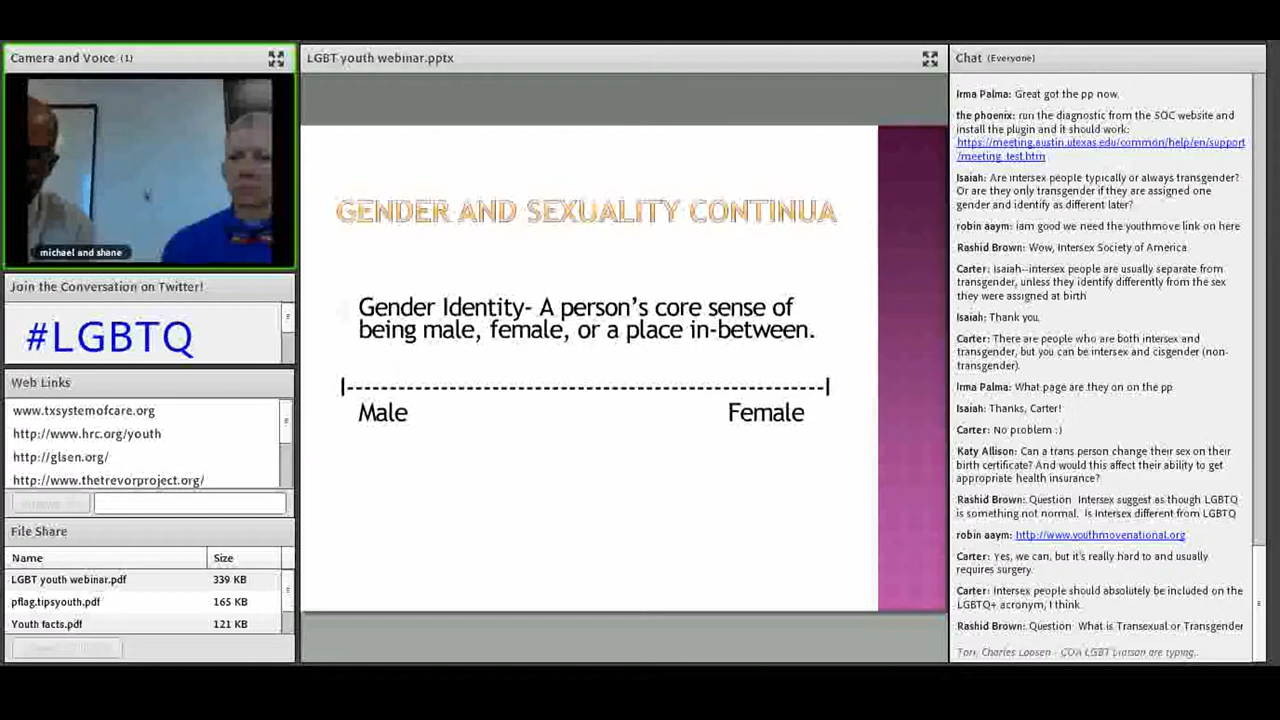 Camera and Voice (1)
michael and shane
Join the Conversation on Twitter!
#LGBTQ
Web Links
www.txsystemofcare.org
http://www.hrc.org/youth
http://glsen.org/
http://www.thetrevorproject.org/
File Share
Name Size
LGBT youth webinar.pdf 339 KB
pflag.tipsyouth.pdf 165 KB
Youth facts.pdf 121 KB
LGBT youth webinar.pptx
GENDER AND SEXUALITY CONTINUA
Gender Identity- A person's core sense of
being male, female, or a place in-between.
Male Female
Chat (Everyone)
Irma Palma: Great got the pp now.
the phoenix: run the diagnostic from the SOC website and
install the plugin and it should work:
https://meeting.austin.utexas.edu/common/help/en/support
/meeting_test.htm
Isaiah: Are intersex people typically or always transgender?
Or are they only transgender if they are assigned one
gender and identify as different later?
robin aaym: iam good we need the youthmove link on here
Rashid Brown: Wow, Intersex Society of America
Carter: Isaiah--intersex people are usually separate from
transgender, unless they identify differently from the sex
they were assigned at birth
Isaiah: Thank you.
Carter: There are people who are both intersex and
transgender, but you can be intersex and cisgender (non-
transgender).
Irma Palma: What page are they on on the pp
Isaiah: Thanks, Carter!
Carter: No problem :)
Katy Allison: Can a trans person change their sex on their
birth certificate? And would this affect their ability to get
appropriate health insurance?
Rashid Brown: Question Intersex suggest as though LGBTQ
is something not normal. Is Intersex different from LGBTQ
robin aaym: http://www.youthmovenational.org
Carter: Yes, we can, but it's really hard to and usually
requires surgery.
Carter: Intersex people should absolutely be included on the
LGBTQ+ acronym, I think.
Rashid Brown: Question What is Transexual or Transgender
Tori, Charles Loosen - COA LGBT Liaison are typing..